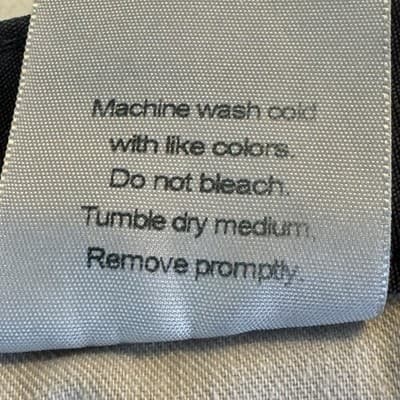 Machine wash cold
with like colors.
Do not bleach.
Tumble dry medium,
Remove promptly.